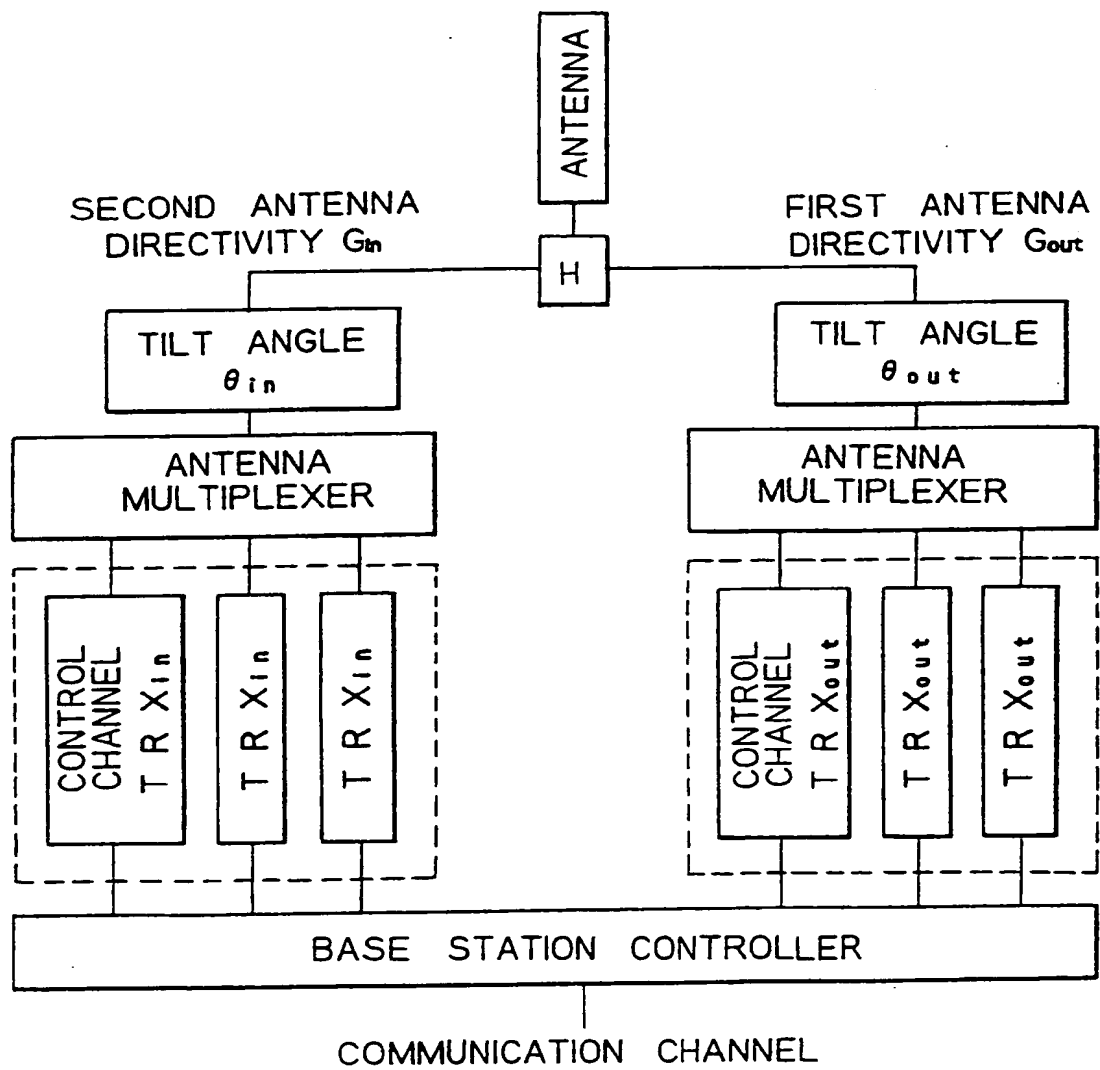 ANTENNA
SECOND ANTENNA
DIRECTIVITY Gin
FIRST ANTENNA
DIRECTIVITY Gout
H
TILT ANGLE
θin
TILT ANGLE
θout
ANTENNA
MULTIPLEXER
ANTENNA
MULTIPLEXER
CONTROL
CHANNEL
TRXin
TRXin
TRXin
CONTROL
CHANNEL
TRXout
TRXout
TRXout
BASE STATION CONTROLLER
COMMUNICATION CHANNEL